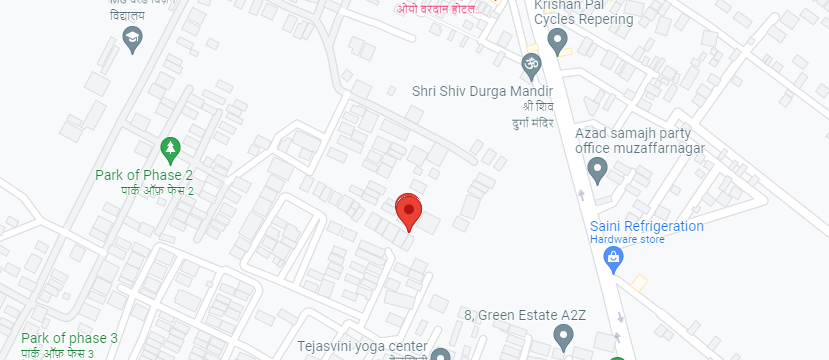 विद्यालय
ओयो वरदान होटल...
Krishan Pal
Cycles Repering
Shri Shiv Durga Mandir
श्री शिव
दुर्गा मंदिर
Azad samajh party
office muzaffarnagar
Park of Phase 2
पार्क ऑफ़ फेस 2
Saini Refrigeration
Hardware store
8, Green Estate A2Z
Park of phase 3
पार्क ऑफ़ फेस 3
Tejasvini yoga center